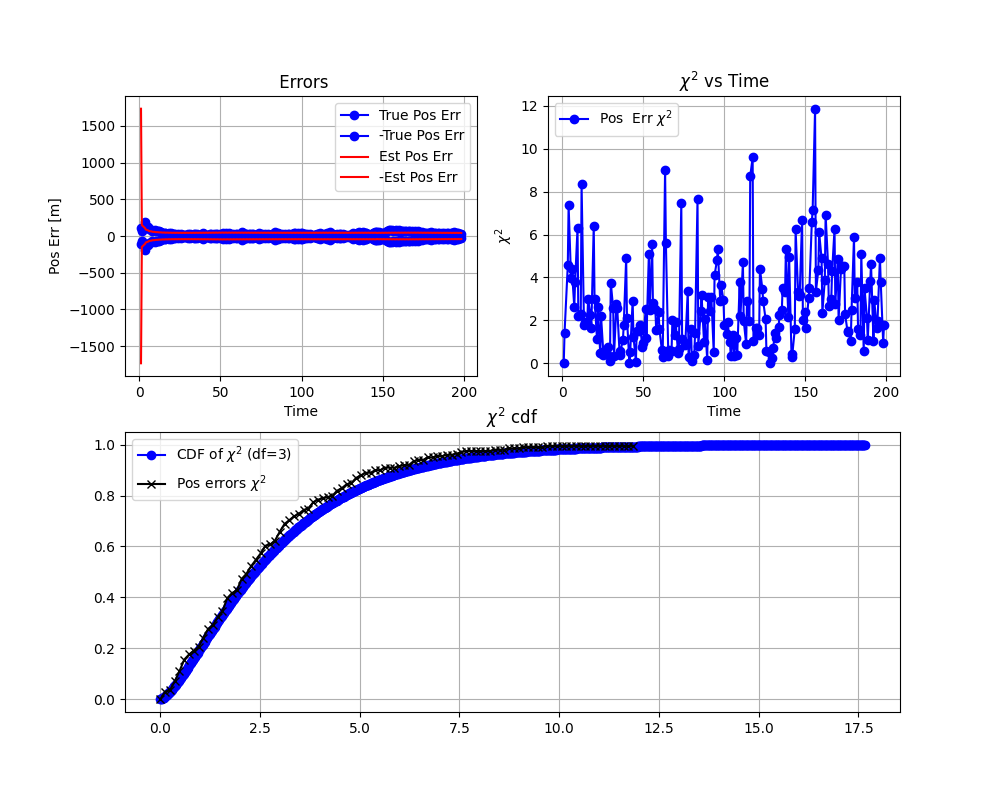 Errors
1500
1000
500
0
−500
−1000
−1500
Pos Err [m]
True Pos Err
-True Pos Err
Est Pos Err
-Est Pos Err
0 50 100 150 200
Time
χ² vs Time
12
10
8
6
4
2
0
χ²
Pos Err χ²
0 50 100 150 200
Time
χ² cdf
1.0
0.8
0.6
0.4
0.2
0.0
CDF of χ² (df=3)
Pos errors χ²
0.0 2.5 5.0 7.5 10.0 12.5 15.0 17.5